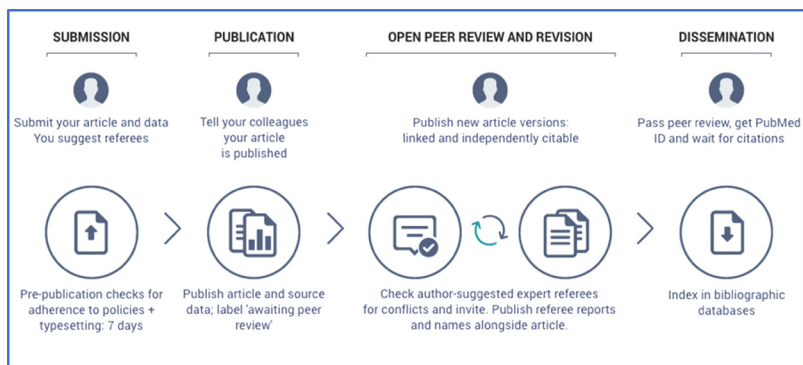 SUBMISSION
Submit your article and data
You suggest referees
Pre-publication checks for
adherence to policies +
typesetting: 7 days
PUBLICATION
Tell your colleagues
your article
is published
Publish article and source
data; label 'awaiting peer
review'
OPEN PEER REVIEW AND REVISION
Publish new article versions:
linked and independently citable
Check author-suggested expert referees
for conflicts and invite. Publish referee reports
and names alongside article.
DISSEMINATION
Pass peer review, get PubMed
ID and wait for citations
Index in bibliographic
databases